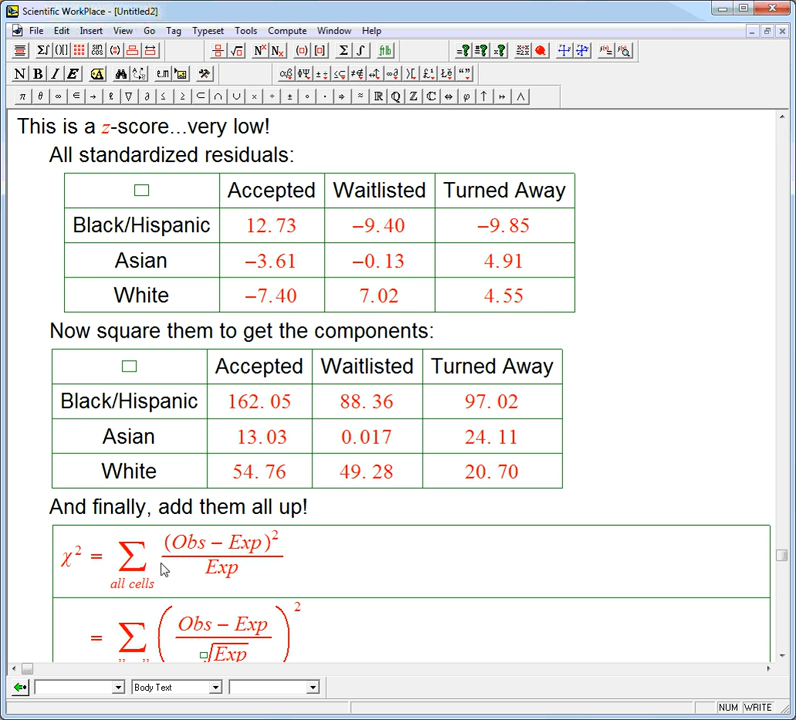 Scientific WorkPlace - [Untitled2]
File Edit Insert View Go Tag Typeset Tools Compute Window Help
This is a z-score...very low!
All standardized residuals:
Accepted Waitlisted Turned Away
Black/Hispanic 12.73 −9.40 −9.85
Asian −3.61 −0.13 4.91
White −7.40 7.02 4.55
Now square them to get the components:
Accepted Waitlisted Turned Away
Black/Hispanic 162.05 88.36 97.02
Asian 13.03 0.017 24.11
White 54.76 49.28 20.70
And finally, add them all up!
χ² = ∑ (Obs − Exp)² / Exp
all cells
= ∑ (Obs − Exp / √Exp)²
Body Text
NUM WRITE